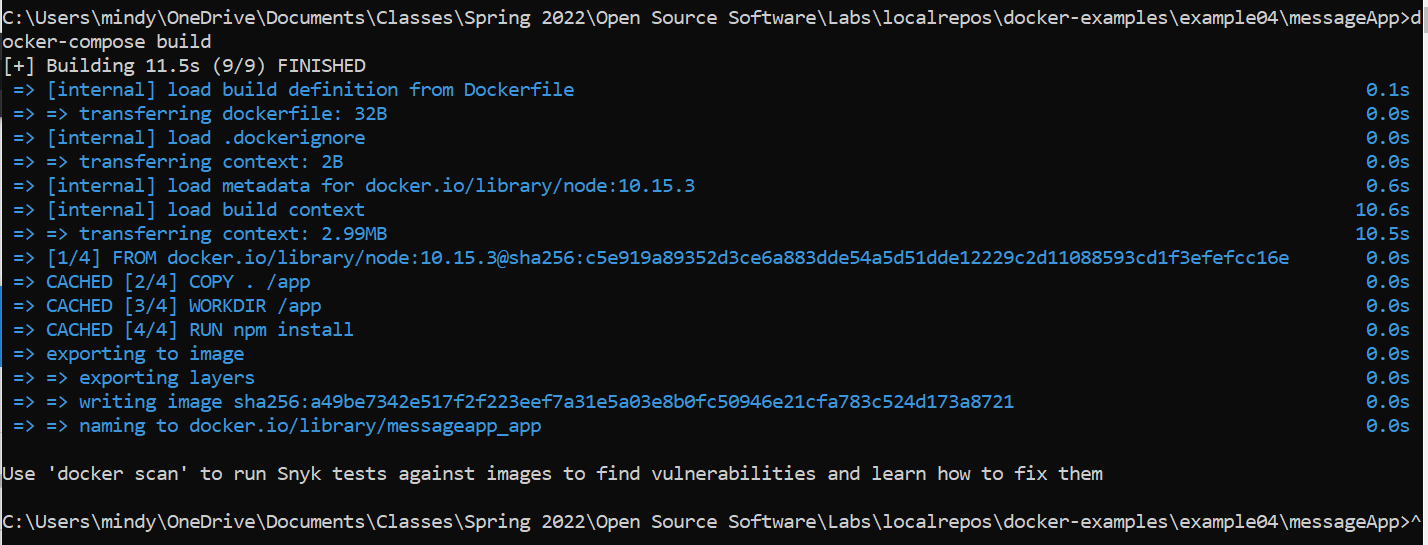 C:\Users\mindy\OneDrive\Documents\Classes\Spring 2022\Open Source Software\Labs\localrepos\docker-examples\example04\messageApp>d
ocker-compose build
[+] Building 11.5s (9/9) FINISHED
=> [internal] load build definition from Dockerfile 0.1s
=> => transferring dockerfile: 32B 0.0s
=> [internal] load .dockerignore 0.0s
=> => transferring context: 2B 0.0s
=> [internal] load metadata for docker.io/library/node:10.15.3 0.6s
=> [internal] load build context 10.6s
=> => transferring context: 2.99MB 10.5s
=> [1/4] FROM docker.io/library/node:10.15.3@sha256:c5e919a89352d3ce6a883dde54a5d51dde12229c2d11088593cd1f3efefcc16e 0.0s
=> CACHED [2/4] COPY . /app 0.0s
=> CACHED [3/4] WORKDIR /app 0.0s
=> CACHED [4/4] RUN npm install 0.0s
=> exporting to image 0.0s
=> => exporting layers 0.0s
=> => writing image sha256:a49be7342e517f2f223eef7a31e5a03e8b0fc50946e21cfa783c524d173a8721 0.0s
=> => naming to docker.io/library/messageapp_app 0.0s
Use 'docker scan' to run Snyk tests against images to find vulnerabilities and learn how to fix them
C:\Users\mindy\OneDrive\Documents\Classes\Spring 2022\Open Source Software\Labs\localrepos\docker-examples\example04\messageApp>^